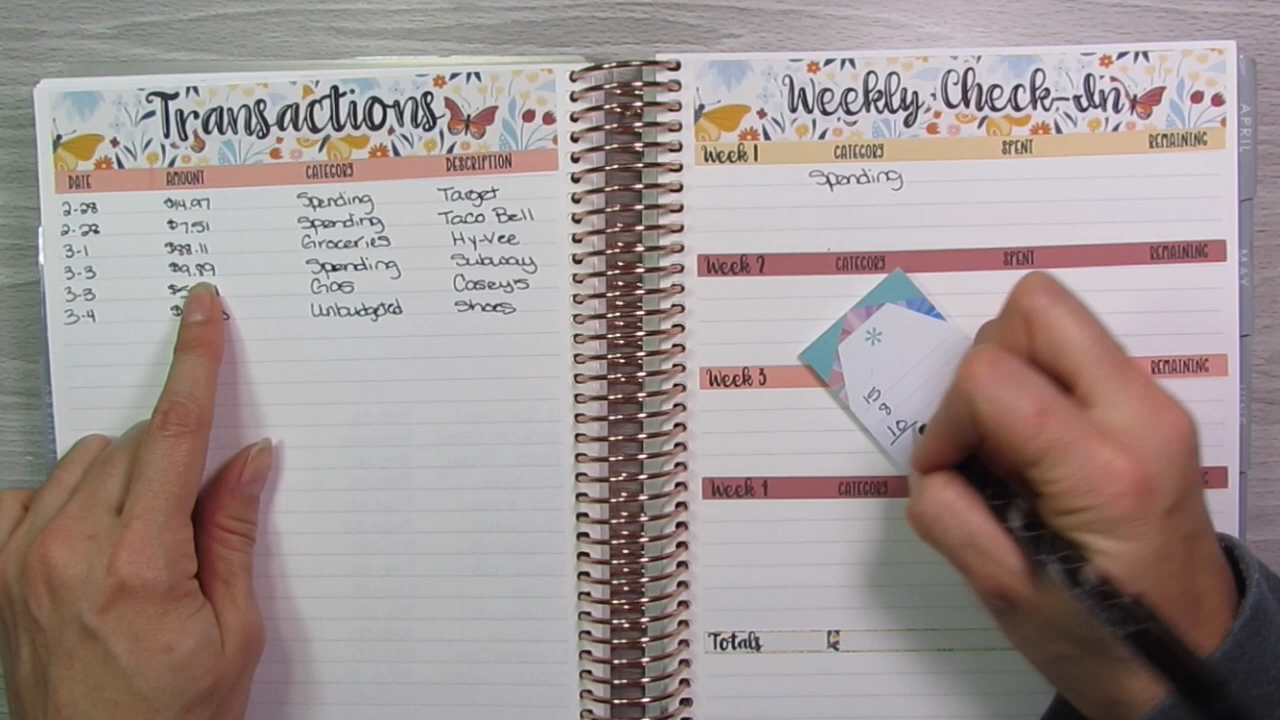 Transactions
DATE AMOUNT CATEGORY DESCRIPTION
2-28 $14.97 Spending Target
2-28 $7.51 Spending Taco Bell
3-1 $88.11 Groceries Hy-Vee
3-3 $9.89 Spending Subway
3-3 Gas Casey's
3-4 Unbudgeted Shoes
Weekly Check-In
Week 1 CATEGORY SPENT REMAINING
Spending
Week 2 CATEGORY SPENT REMAINING
Week 3 REMAINING
Week 4 CATEGORY
Totals
APRIL
MAY